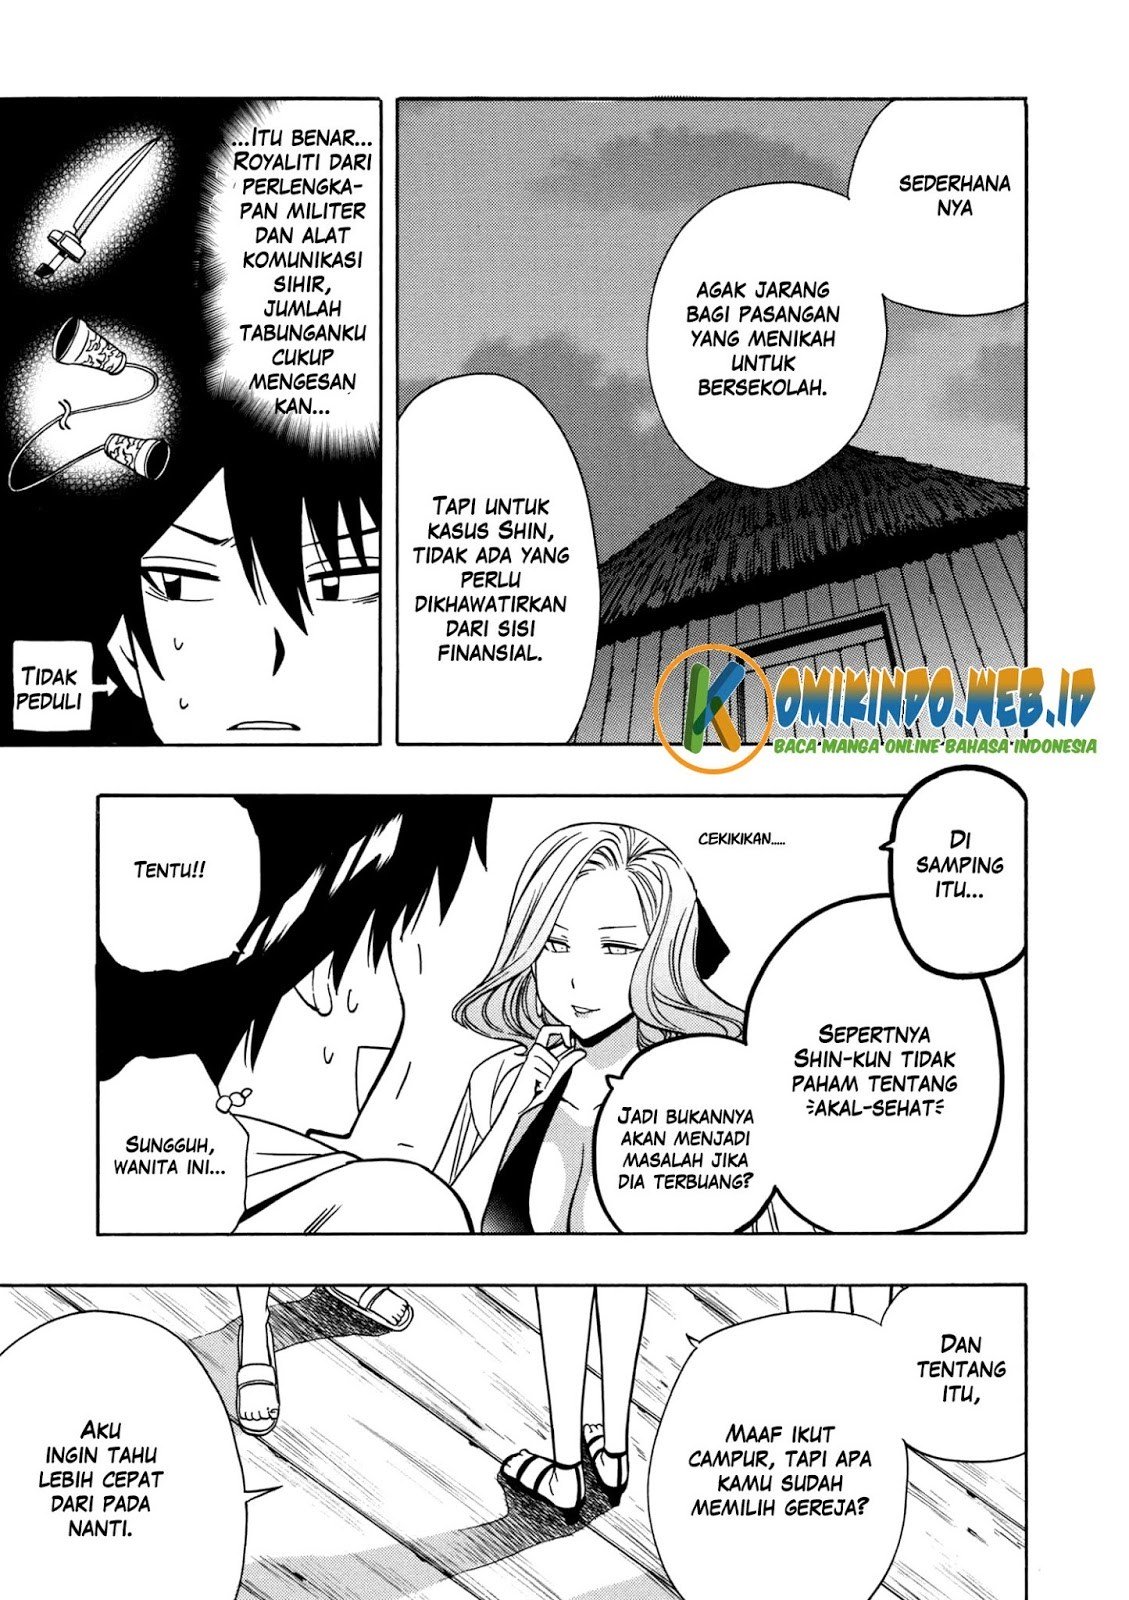 SEDERHANA
NYA
AGAK JARANG
BAGI PASANGAN
YANG MENIKAH
UNTUK
BERSEKOLAH.
TAPI UNTUK
KASUS SHIN,
TIDAK ADA YANG
PERLU
DIKHAWATIRKAN
DARI SISI
FINANSIAL.
...ITU BENAR...
ROYALITI DARI
PERLENGKA-
PAN MILITER
DAN ALAT
KOMUNIKASI
SIHIR,
JUMLAH
TABUNGANKU
CUKUP
MENGESAN
KAN...
TIDAK
PEDULI
KOMIKINDO.WEB.ID
BACA MANGA ONLINE BAHASA INDONESIA
DI
SAMPING
ITU...
SEPERTNYA
SHIN-KUN TIDAK
PAHAM TENTANG
AKAL-SEHAT
JADI BUKANNYA
AKAN MENJADI
MASALAH JIKA
DIA TERBUANG?
CEKIKIKAN.....
TENTU!!
SUNGGUH,
WANITA INI...
DAN
TENTANG
ITU,
MAAF IKUT
CAMPUR, TAPI APA
KAMU SUDAH
MEMILIH GEREJA?
AKU
INGIN TAHU
LEBIH CEPAT
DARI PADA
NANTI.